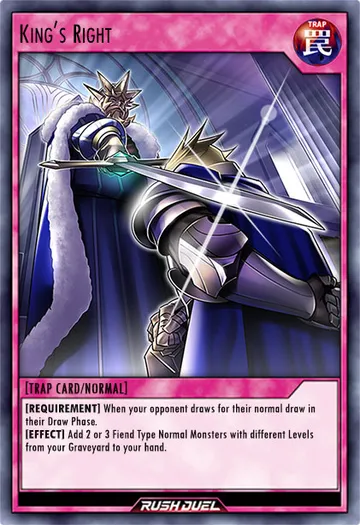 King's Right
TRAP
罠
[TRAP CARD/NORMAL]
[REQUIREMENT] When your opponent draws for their normal draw in
their Draw Phase.
[EFFECT] Add 2 or 3 Fiend Type Normal Monsters with different Levels
from your Graveyard to your hand.
RUSH DUEL